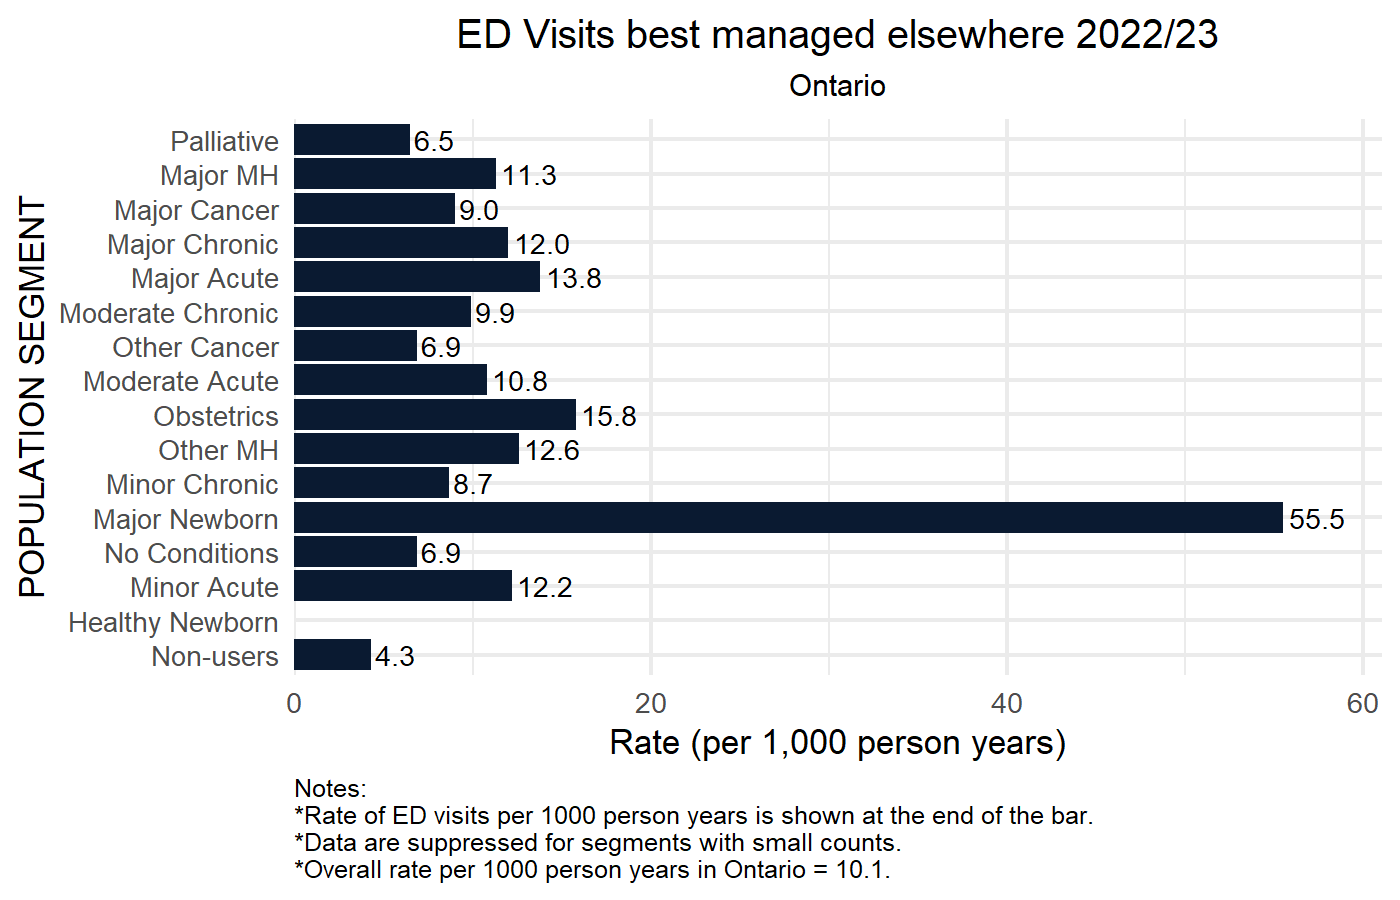 ED Visits best managed elsewhere 2022/23
Ontario
POPULATION SEGMENT
Palliative 6.5
Major MH 11.3
Major Cancer 9.0
Major Chronic 12.0
Major Acute 13.8
Moderate Chronic 9.9
Other Cancer 6.9
Moderate Acute 10.8
Obstetrics 15.8
Other MH 12.6
Minor Chronic 8.7
Major Newborn 55.5
No Conditions 6.9
Minor Acute 12.2
Healthy Newborn
Non-users 4.3
0 20 40 60
Rate (per 1,000 person years)
Notes:
*Rate of ED visits per 1000 person years is shown at the end of the bar.
*Data are suppressed for segments with small counts.
*Overall rate per 1000 person years in Ontario = 10.1.